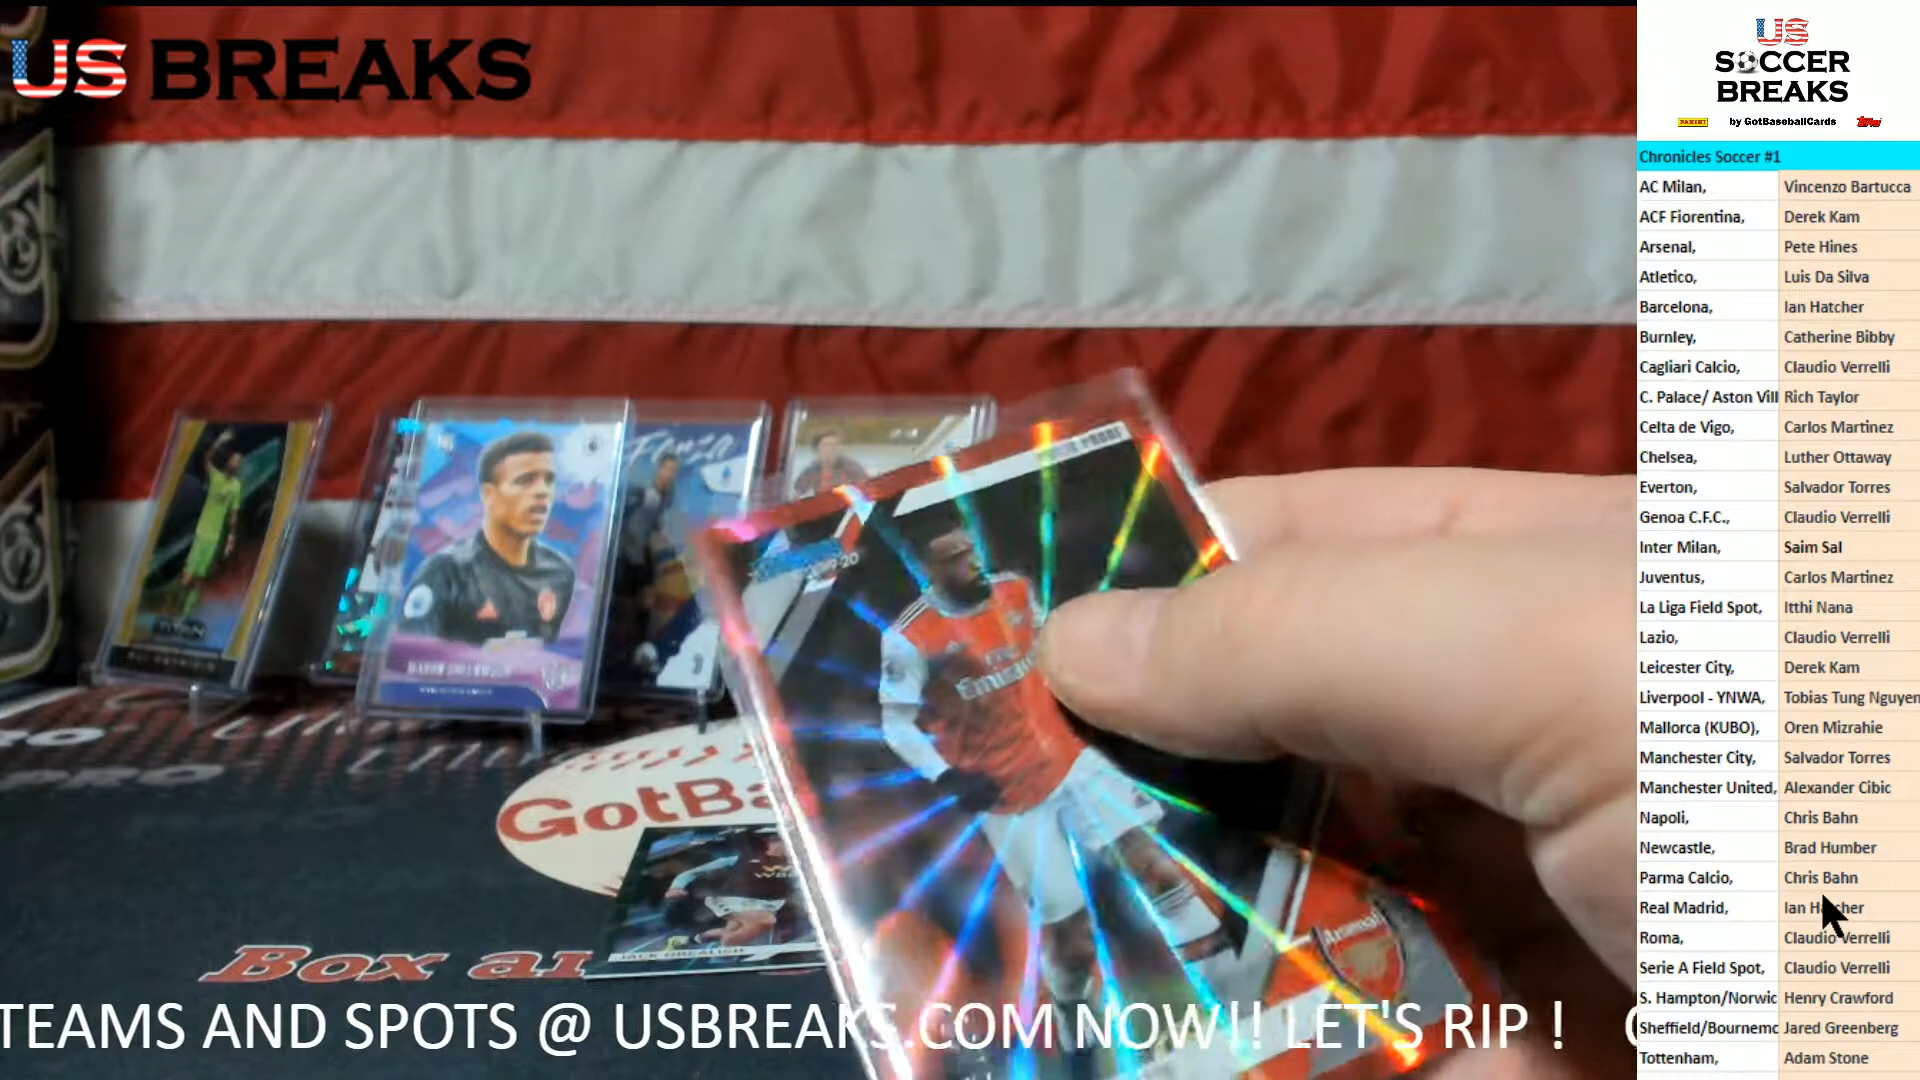 US BREAKS
US
SOCCER
BREAKS
PANINI by GotBaseballCards Topps
Chronicles Soccer #1
AC Milan, Vincenzo Bartucca
ACF Fiorentina, Derek Kam
Arsenal, Pete Hines
Atletico, Luis Da Silva
Barcelona, Ian Hatcher
Burnley, Catherine Bibby
Cagliari Calcio, Claudio Verrelli
C. Palace/ Aston Vill Rich Taylor
Celta de Vigo, Carlos Martinez
Chelsea, Luther Ottaway
Everton, Salvador Torres
Genoa C.F.C., Claudio Verrelli
Inter Milan, Saim Sal
Juventus, Carlos Martinez
La Liga Field Spot, Itthi Nana
Lazio, Claudio Verrelli
Leicester City, Derek Kam
Liverpool - YNWA, Tobias Tung Nguyen
Mallorca (KUBO), Oren Mizrahie
Manchester City, Salvador Torres
Manchester United, Alexander Cibic
Napoli, Chris Bahn
Newcastle, Brad Humber
Parma Calcio, Chris Bahn
Real Madrid, Ian Hatcher
Roma, Claudio Verrelli
Serie A Field Spot, Claudio Verrelli
S. Hampton/Norwic Henry Crawford
Sheffield/Bournemo Jared Greenberg
Tottenham, Adam Stone
Forza
PROOF
Arsenal
GotBa
JACK GREALISH
Box an
TEAMS AND SPOTS @ USBREAKS.COM NOW!! LET'S RIP !